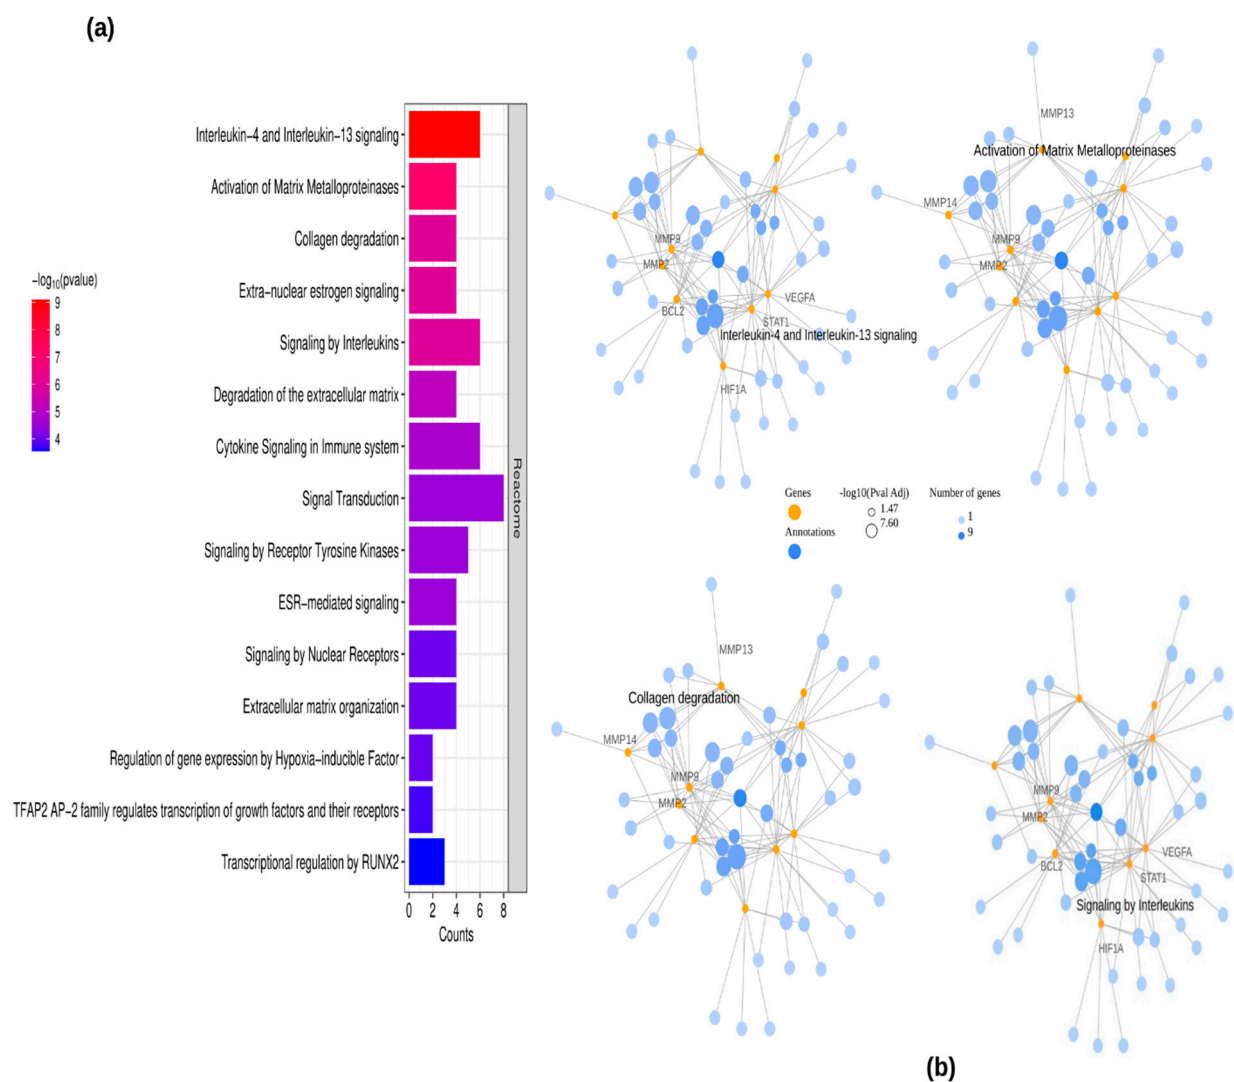 (a)
−log10(pvalue)
9
8
7
6
5
4
Interleukin−4 and Interleukin−13 signaling
Activation of Matrix Metalloproteinases
Collagen degradation
Extra−nuclear estrogen signaling
Signaling by Interleukins
Degradation of the extracellular matrix
Cytokine Signaling in Immune system
Signal Transduction
Signaling by Receptor Tyrosine Kinases
ESR−mediated signaling
Signaling by Nuclear Receptors
Extracellular matrix organization
Regulation of gene expression by Hypoxia−inducible Factor
TFAP2 AP−2 family regulates transcription of growth factors and their receptors
Transcriptional regulation by RUNX2
0 2 4 6 8
Counts
Reactome
MMP9
MMP2
BCL2
VEGFA
STAT1
Interleukin-4 and Interleukin-13 signaling
HIF1A
MMP13
Activation of Matrix Metalloproteinases
MMP14
MMP9
MMP2
Genes
Annotations
-log10(Pval Adj)
1.47
7.60
Number of genes
1
9
MMP13
Collagen degradation
MMP14
MMP9
MMP2
MMP9
MMP2
BCL2
VEGFA
STAT1
Signaling by Interleukins
HIF1A
(b)